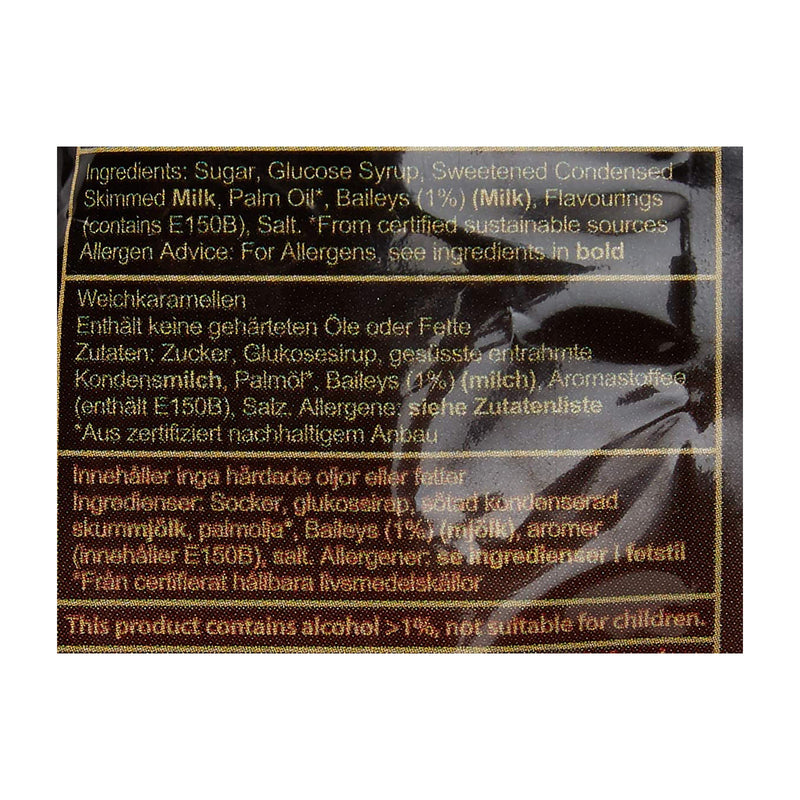 Ingredients: Sugar, Glucose Syrup, Sweetened Condensed
Skimmed Milk, Palm Oil*, Baileys (1%) (Milk), Flavourings
(contains E150B), Salt. *From certified sustainable sources
Allergen Advice: For Allergens, see ingredients in bold
Weichkaramellen
Enthält keine gehärteten Öle oder Fette
Zutaten: Zucker, Glukosesirup, gesüsste entrahmte
Kondensmilch, Palmöl*, Baileys (1%) (milch), Aromastoffee
(enthält E150B), Salz. Allergene: siehe Zutatenliste
*Aus zertifiziert nachhaltigem Anbau
Innehåller inga härdade oljor eller fetter
Ingredienser: Socker, glukossirap, sötad kondenserad
skummjölk, palmolja*, Baileys (1%) (mjölk), aromer
(innehåller E150B), salt. Allergener: se ingredienser i fetstil
*Från certifierat hållbara livsmedelskällor
This product contains alcohol >1%, not suitable for children.